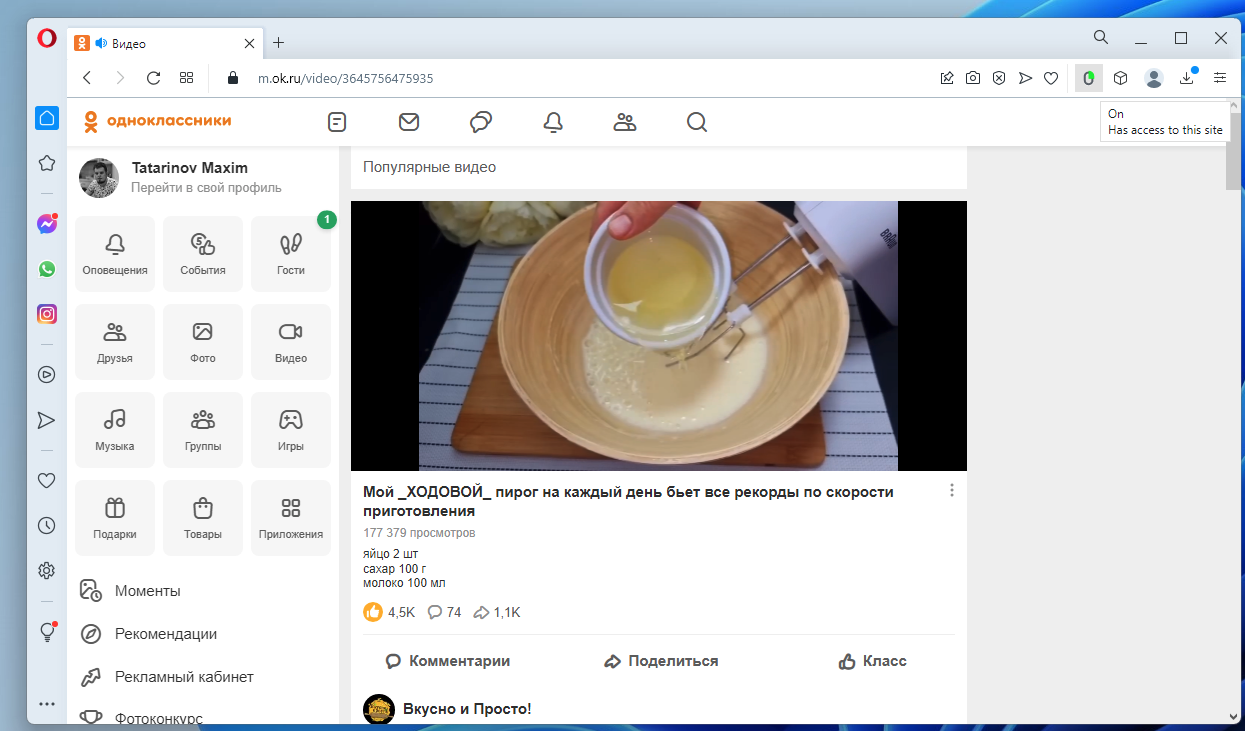 Видео
m.ok.ru/video/3645756475935
On
Has access to this site
одноклассники
Tatarinov Maxim
Перейти в свой профиль
1
Оповещения
События
Гости
Друзья
Фото
Видео
Музыка
Группы
Игры
Подарки
Товары
Приложения
Моменты
Рекомендации
Рекламный кабинет
Фотоконкурс
Популярные видео
BRAUN
Мой _ХОДОВОЙ_ пирог на каждый день бьет все рекорды по скорости
приготовления
177 379 просмотров
яйцо 2 шт
сахар 100 г
молоко 100 мл
4,5K 74 1,1K
Комментарии Поделиться Класс
Вкусно и Просто!